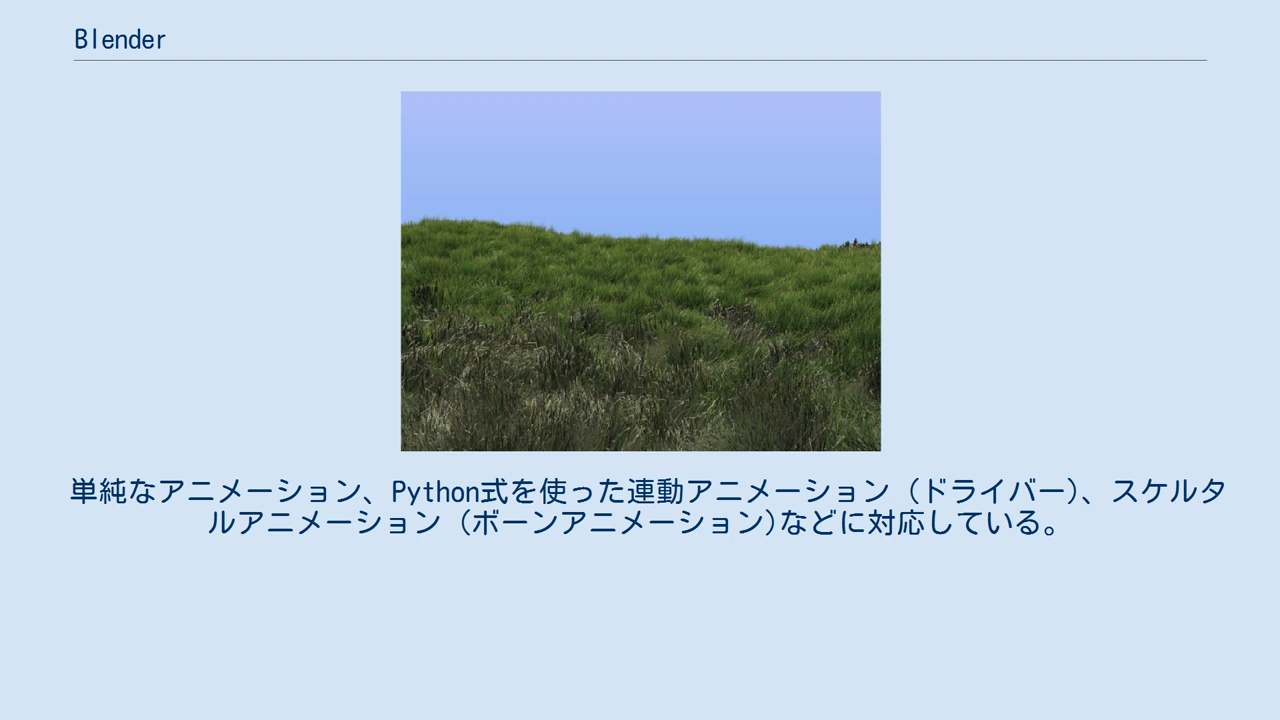 Blender
単純なアニメーション、Python式を使った連動アニメーション（ドライバー）、スケルタ
ルアニメーション（ボーンアニメーション）などに対応している。